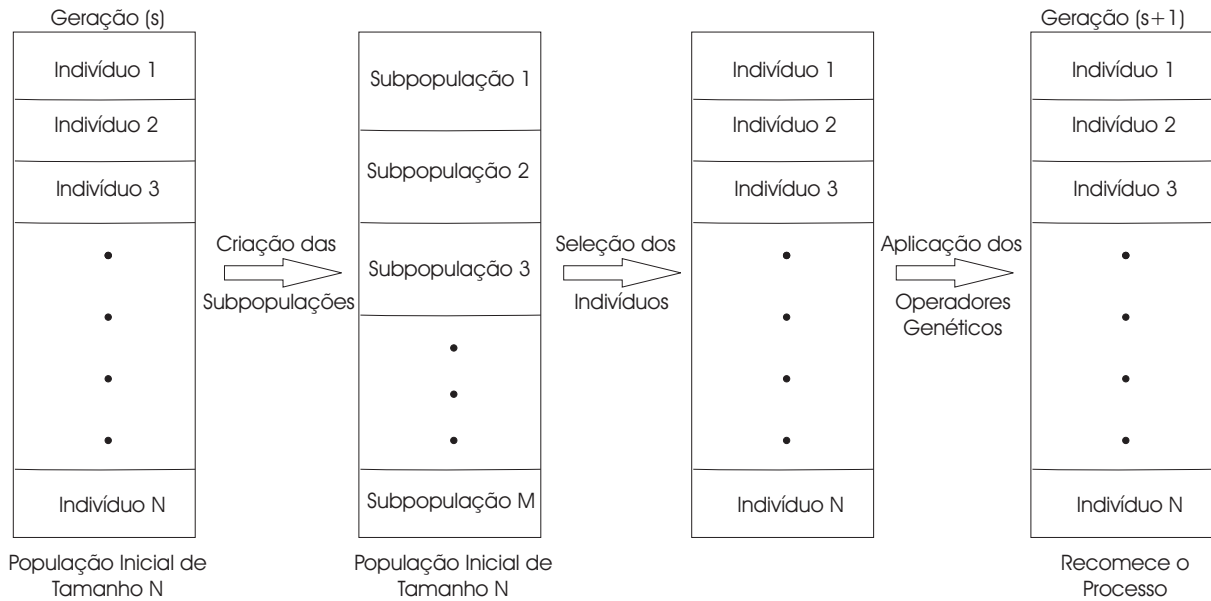 Geração (s)
Indivíduo 1
Indivíduo 2
Indivíduo 3
Indivíduo N
População Inicial de
Tamanho N
Criação das
Subpopulações
Subpopulação 1
Subpopulação 2
Subpopulação 3
Subpopulação M
População Inicial de
Tamanho N
Seleção dos
Indivíduos
Indivíduo 1
Indivíduo 2
Indivíduo 3
Indivíduo N
Aplicação dos
Operadores
Genéticos
Geração (s+1)
Indivíduo 1
Indivíduo 2
Indivíduo 3
Indivíduo N
Recomece o
Processo